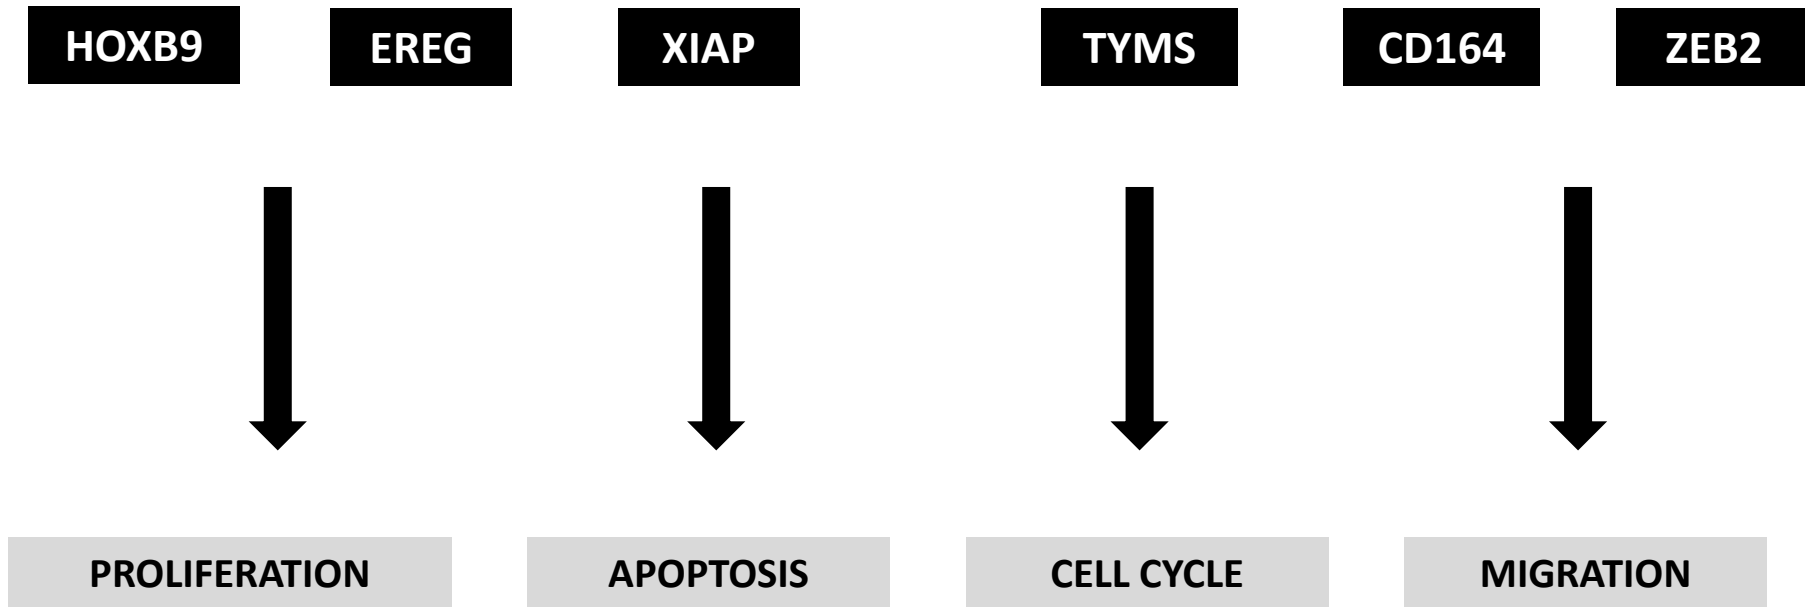 HOXB9 EREG XIAP TYMS CD164 ZEB2
PROLIFERATION APOPTOSIS CELL CYCLE MIGRATION